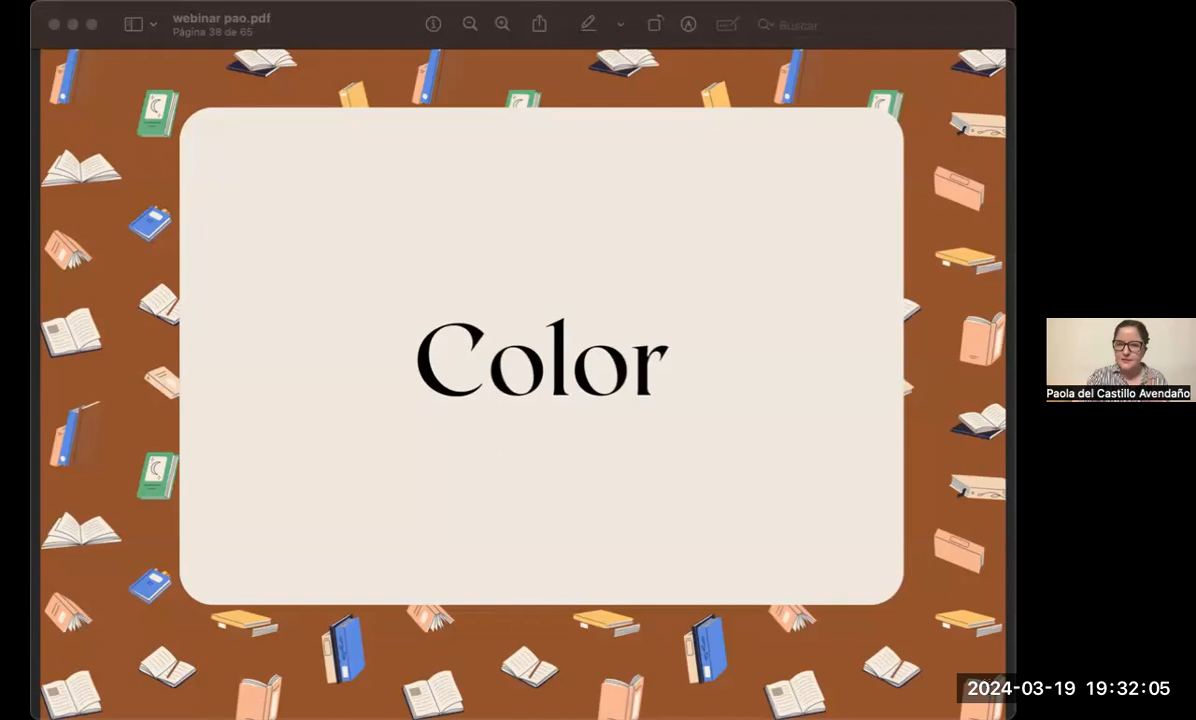 webinar pao.pdf
Página 38 de 65
Buscar
Color
Paola del Castillo Avendaño
2024-03-19 19:32:05